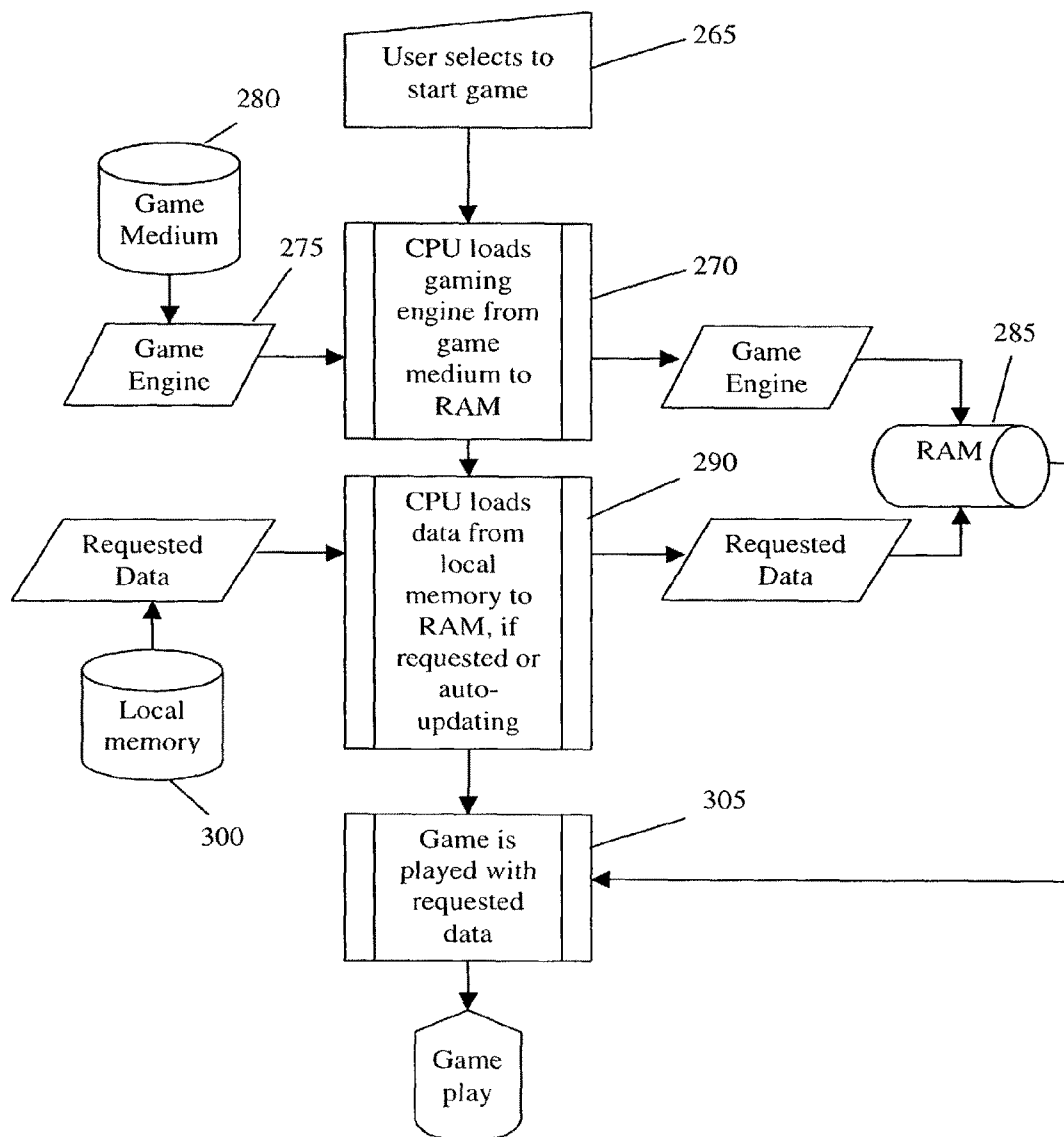 User selects to
start game
265
280
Game
Medium
275
Game
Engine
CPU loads
gaming
engine from
game
medium to
RAM
270
Game
Engine
285
RAM
Requested
Data
CPU loads
data from
local
memory to
RAM, if
requested or
auto-
updating
290
Requested
Data
Local
memory
300
Game is
played with
requested
data
305
Game
play